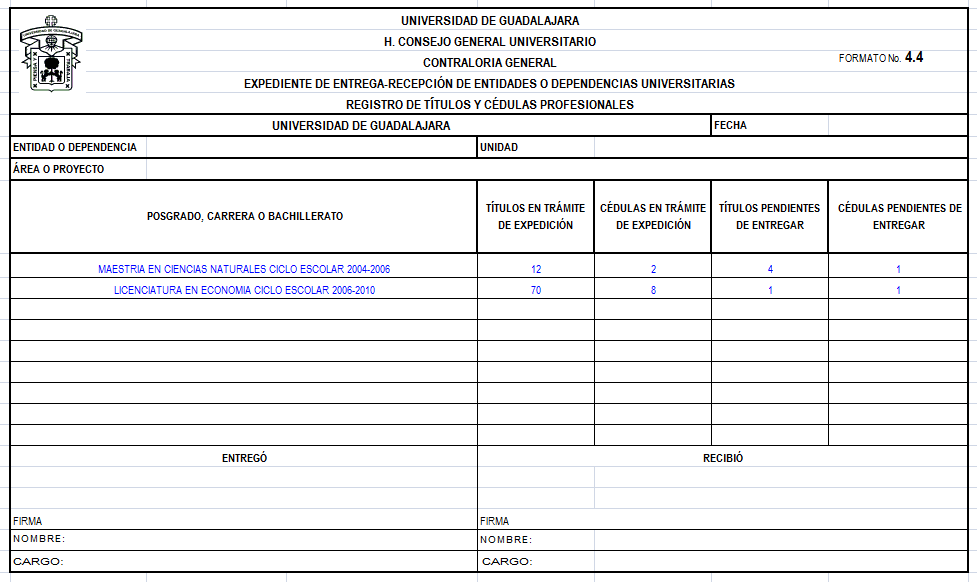 UNIVERSIDAD DE GUADALAJARA
H. CONSEJO GENERAL UNIVERSITARIO
CONTRALORIA GENERAL
FORMATO No. 4.4
EXPEDIENTE DE ENTREGA-RECEPCIÓN DE ENTIDADES O DEPENDENCIAS UNIVERSITARIAS
REGISTRO DE TÍTULOS Y CÉDULAS PROFESIONALES
UNIVERSIDAD DE GUADALAJARA FECHA
ENTIDAD O DEPENDENCIA UNIDAD
ÁREA O PROYECTO
POSGRADO, CARRERA O BACHILLERATO
TÍTULOS EN TRÁMITE
DE EXPEDICIÓN
CÉDULAS EN TRÁMITE
DE EXPEDICIÓN
TÍTULOS PENDIENTES
DE ENTREGAR
CÉDULAS PENDIENTES DE
ENTREGAR
MAESTRIA EN CIENCIAS NATURALES CICLO ESCOLAR 2004-2006 12 2 4 1
LICENCIATURA EN ECONOMIA CICLO ESCOLAR 2006-2010 70 8 1 1
ENTREGÓ RECIBIÓ
FIRMA FIRMA
NOMBRE: NOMBRE:
CARGO: CARGO: